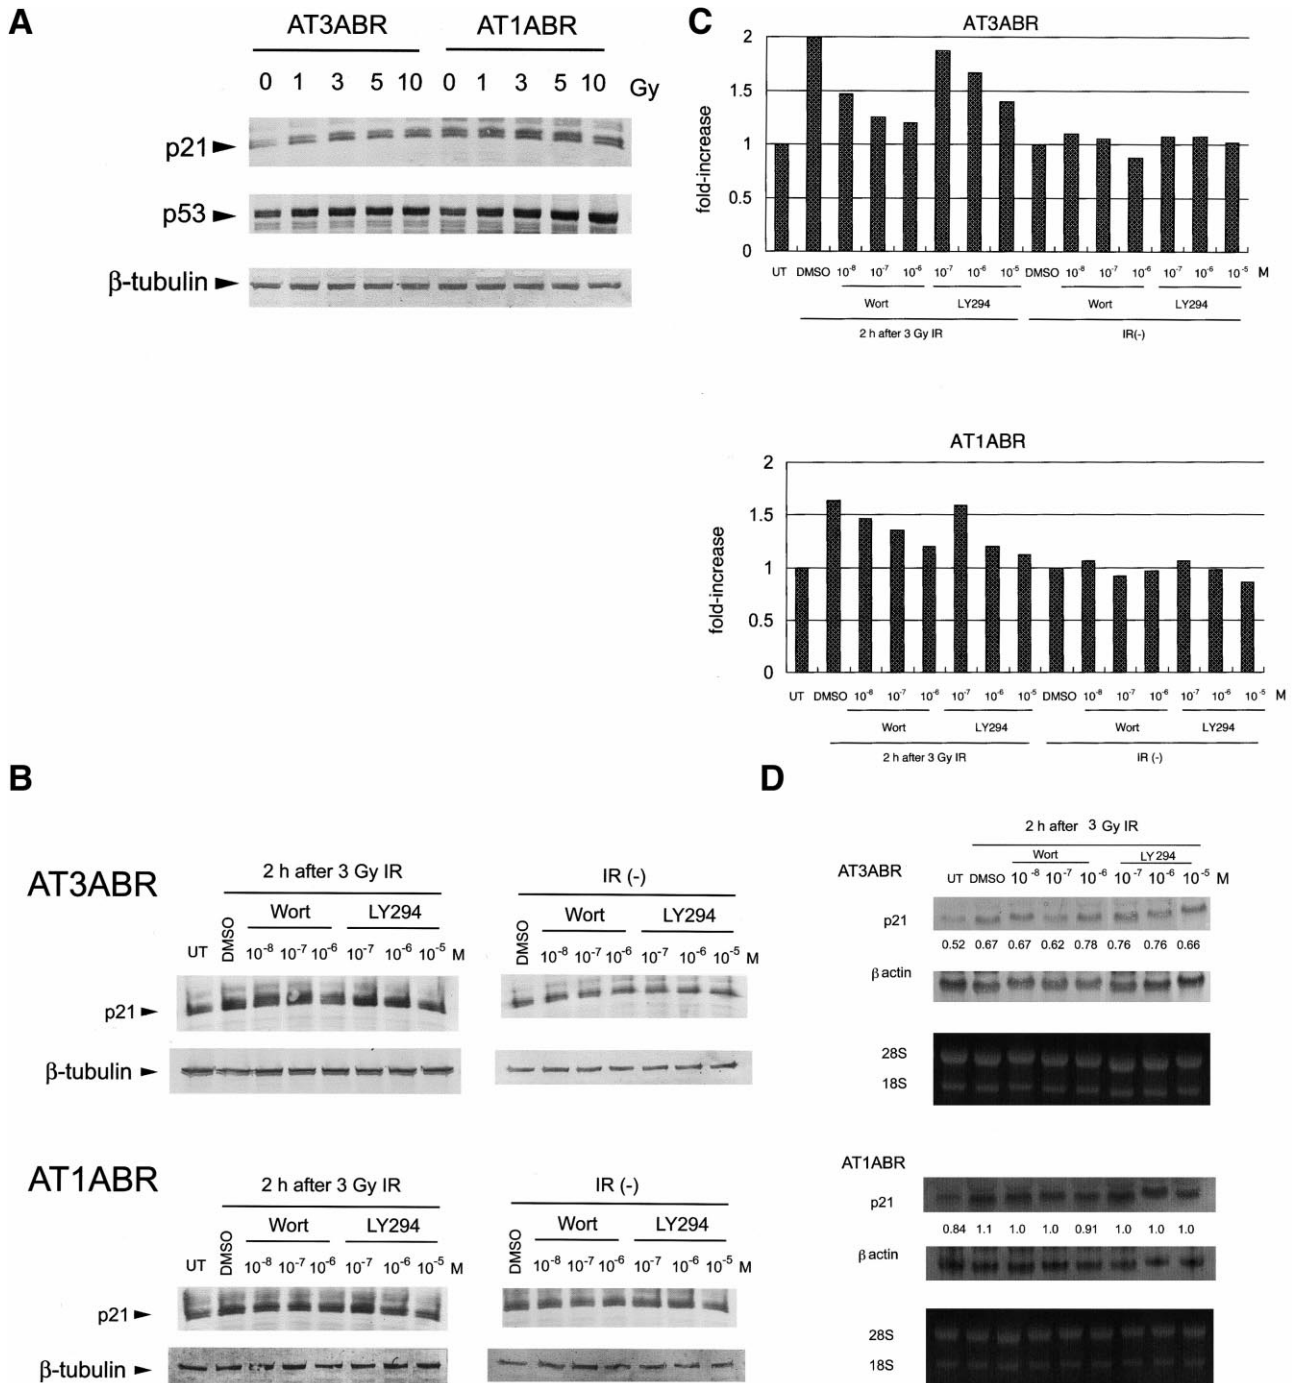 A
AT3ABR AT1ABR
0 1 3 5 10 0 1 3 5 10 Gy
p21
p53
β-tubulin
C
AT3ABR
2
1.5
1
0.5
0
fold-increase
UT DMSO 10-8 10-7 10-6 10-7 10-6 10-5 DMSO 10-8 10-7 10-6 10-7 10-6 10-5 M
Wort LY294 Wort LY294
2 h after 3 Gy IR IR(-)
AT1ABR
2
1.5
1
0.5
0
fold-increase
UT DMSO 10-8 10-7 10-6 10-7 10-6 10-5 DMSO 10-8 10-7 10-6 10-7 10-6 10-5 M
Wort LY294 Wort LY294
2 h after 3 Gy IR IR (-)
B
AT3ABR
2 h after 3 Gy IR IR (-)
Wort LY294 Wort LY294
UT DMSO 10-8 10-7 10-6 10-7 10-6 10-5 M DMSO 10-8 10-7 10-6 10-7 10-6 10-5 M
p21
β-tubulin
AT1ABR
2 h after 3 Gy IR IR (-)
Wort LY294 Wort LY294
UT DMSO 10-8 10-7 10-6 10-7 10-6 10-5 M DMSO 10-8 10-7 10-6 10-7 10-6 10-5 M
p21
β-tubulin
D
2 h after 3 Gy IR
Wort LY294
AT3ABR
UT DMSO 10-8 10-7 10-6 10-7 10-6 10-5 M
p21
0.52 0.67 0.67 0.62 0.78 0.76 0.76 0.66
β actin
28S
18S
AT1ABR
p21
0.84 1.1 1.0 1.0 0.91 1.0 1.0 1.0
β actin
28S
18S